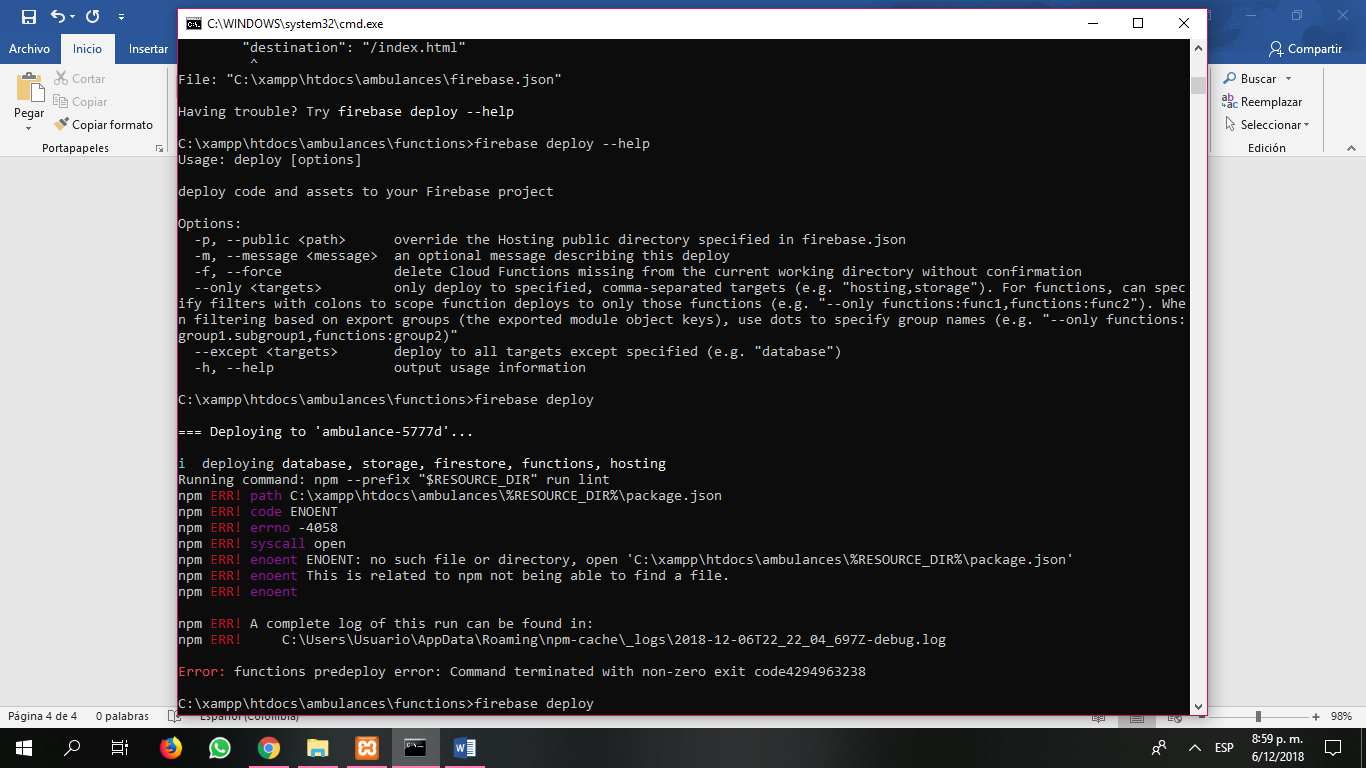 C:\WINDOWS\system32\cmd.exe
Archivo
Inicio
Insertar
Compartir
Cortar
Copiar
Copiar formato
Pegar
Portapapeles
Buscar
Reemplazar
Seleccionar
Edición
"destination": "/index.html"
^
File: "C:\xampp\htdocs\ambulances\firebase.json"
Having trouble? Try firebase deploy --help
C:\xampp\htdocs\ambulances\functions>firebase deploy --help
Usage: deploy [options]
deploy code and assets to your Firebase project
Options:
-p, --public <path> override the Hosting public directory specified in firebase.json
-m, --message <message> an optional message describing this deploy
-f, --force delete Cloud Functions missing from the current working directory without confirmation
--only <targets> only deploy to specified, comma-separated targets (e.g. "hosting,storage"). For functions, can spec
ify filters with colons to scope function deploys to only those functions (e.g. "--only functions:func1,functions:func2"). Whe
n filtering based on export groups (the exported module object keys), use dots to specify group names (e.g. "--only functions:
group1.subgroup1,functions:group2)"
--except <targets> deploy to all targets except specified (e.g. "database")
-h, --help output usage information
C:\xampp\htdocs\ambulances\functions>firebase deploy
=== Deploying to 'ambulance-5777d'...
i deploying database, storage, firestore, functions, hosting
Running command: npm --prefix "$RESOURCE_DIR" run lint
npm ERR! path C:\xampp\htdocs\ambulances\%RESOURCE_DIR%\package.json
npm ERR! code ENOENT
npm ERR! errno -4058
npm ERR! syscall open
npm ERR! enoent ENOENT: no such file or directory, open 'C:\xampp\htdocs\ambulances\%RESOURCE_DIR%\package.json'
npm ERR! enoent This is related to npm not being able to find a file.
npm ERR! enoent
npm ERR! A complete log of this run can be found in:
npm ERR! C:\Users\Usuario\AppData\Roaming\npm-cache\_logs\2018-12-06T22_22_04_697Z-debug.log
Error: functions predeploy error: Command terminated with non-zero exit code4294963238
C:\xampp\htdocs\ambulances\functions>firebase deploy
Página 4 de 4
0 palabras
Español (Colombia)
98%
ESP
8:59 p. m.
6/12/2018